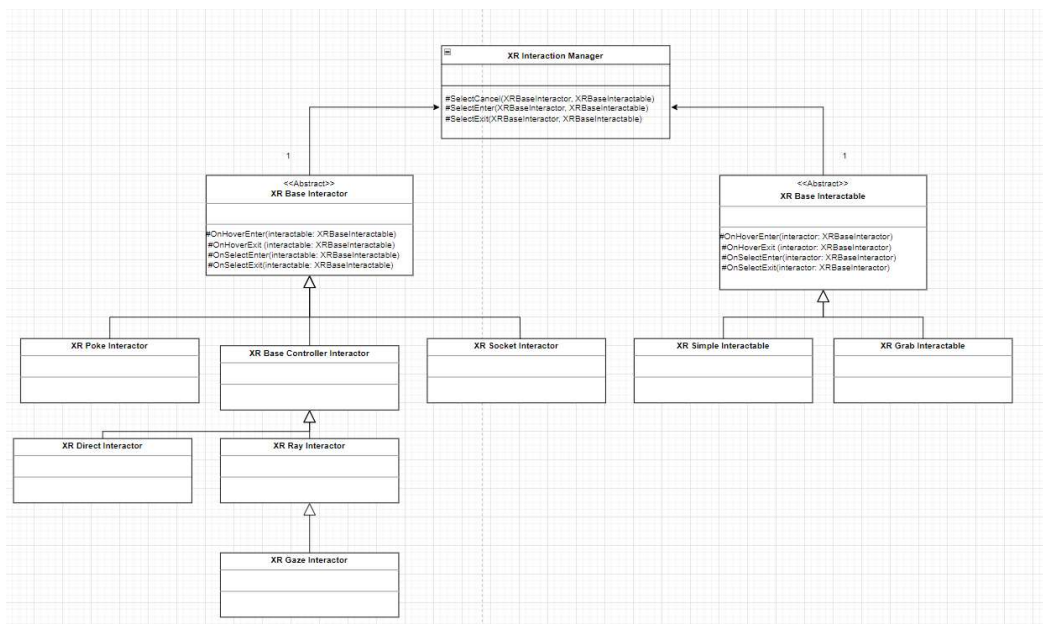 XR Interaction Manager
#SelectCancel(XRBaseInteractor, XRBaseInteractable)
#SelectEnter(XRBaseInteractor, XRBaseInteractable)
#SelectExit(XRBaseInteractor, XRBaseInteractable)
1
1
<<Abstract>>
XR Base Interactor
#OnHoverEnter(interactable: XRBaseInteractable)
#OnHoverExit (interactable: XRBaseInteractable)
#OnSelectEnter(interactable: XRBaseInteractable)
#OnSelectExit(interactable: XRBaseInteractable)
<<Abstract>>
XR Base Interactable
#OnHoverEnter(interactor: XRBaseInteractor)
#OnHoverExit (interactor: XRBaseInteractor)
#OnSelectEnter(interactor: XRBaseInteractor)
#OnSelectExit(interactor: XRBaseInteractor)
XR Poke Interactor
XR Base Controller Interactor
XR Socket Interactor
XR Simple Interactable
XR Grab Interactable
XR Direct Interactor
XR Ray Interactor
XR Gaze Interactor